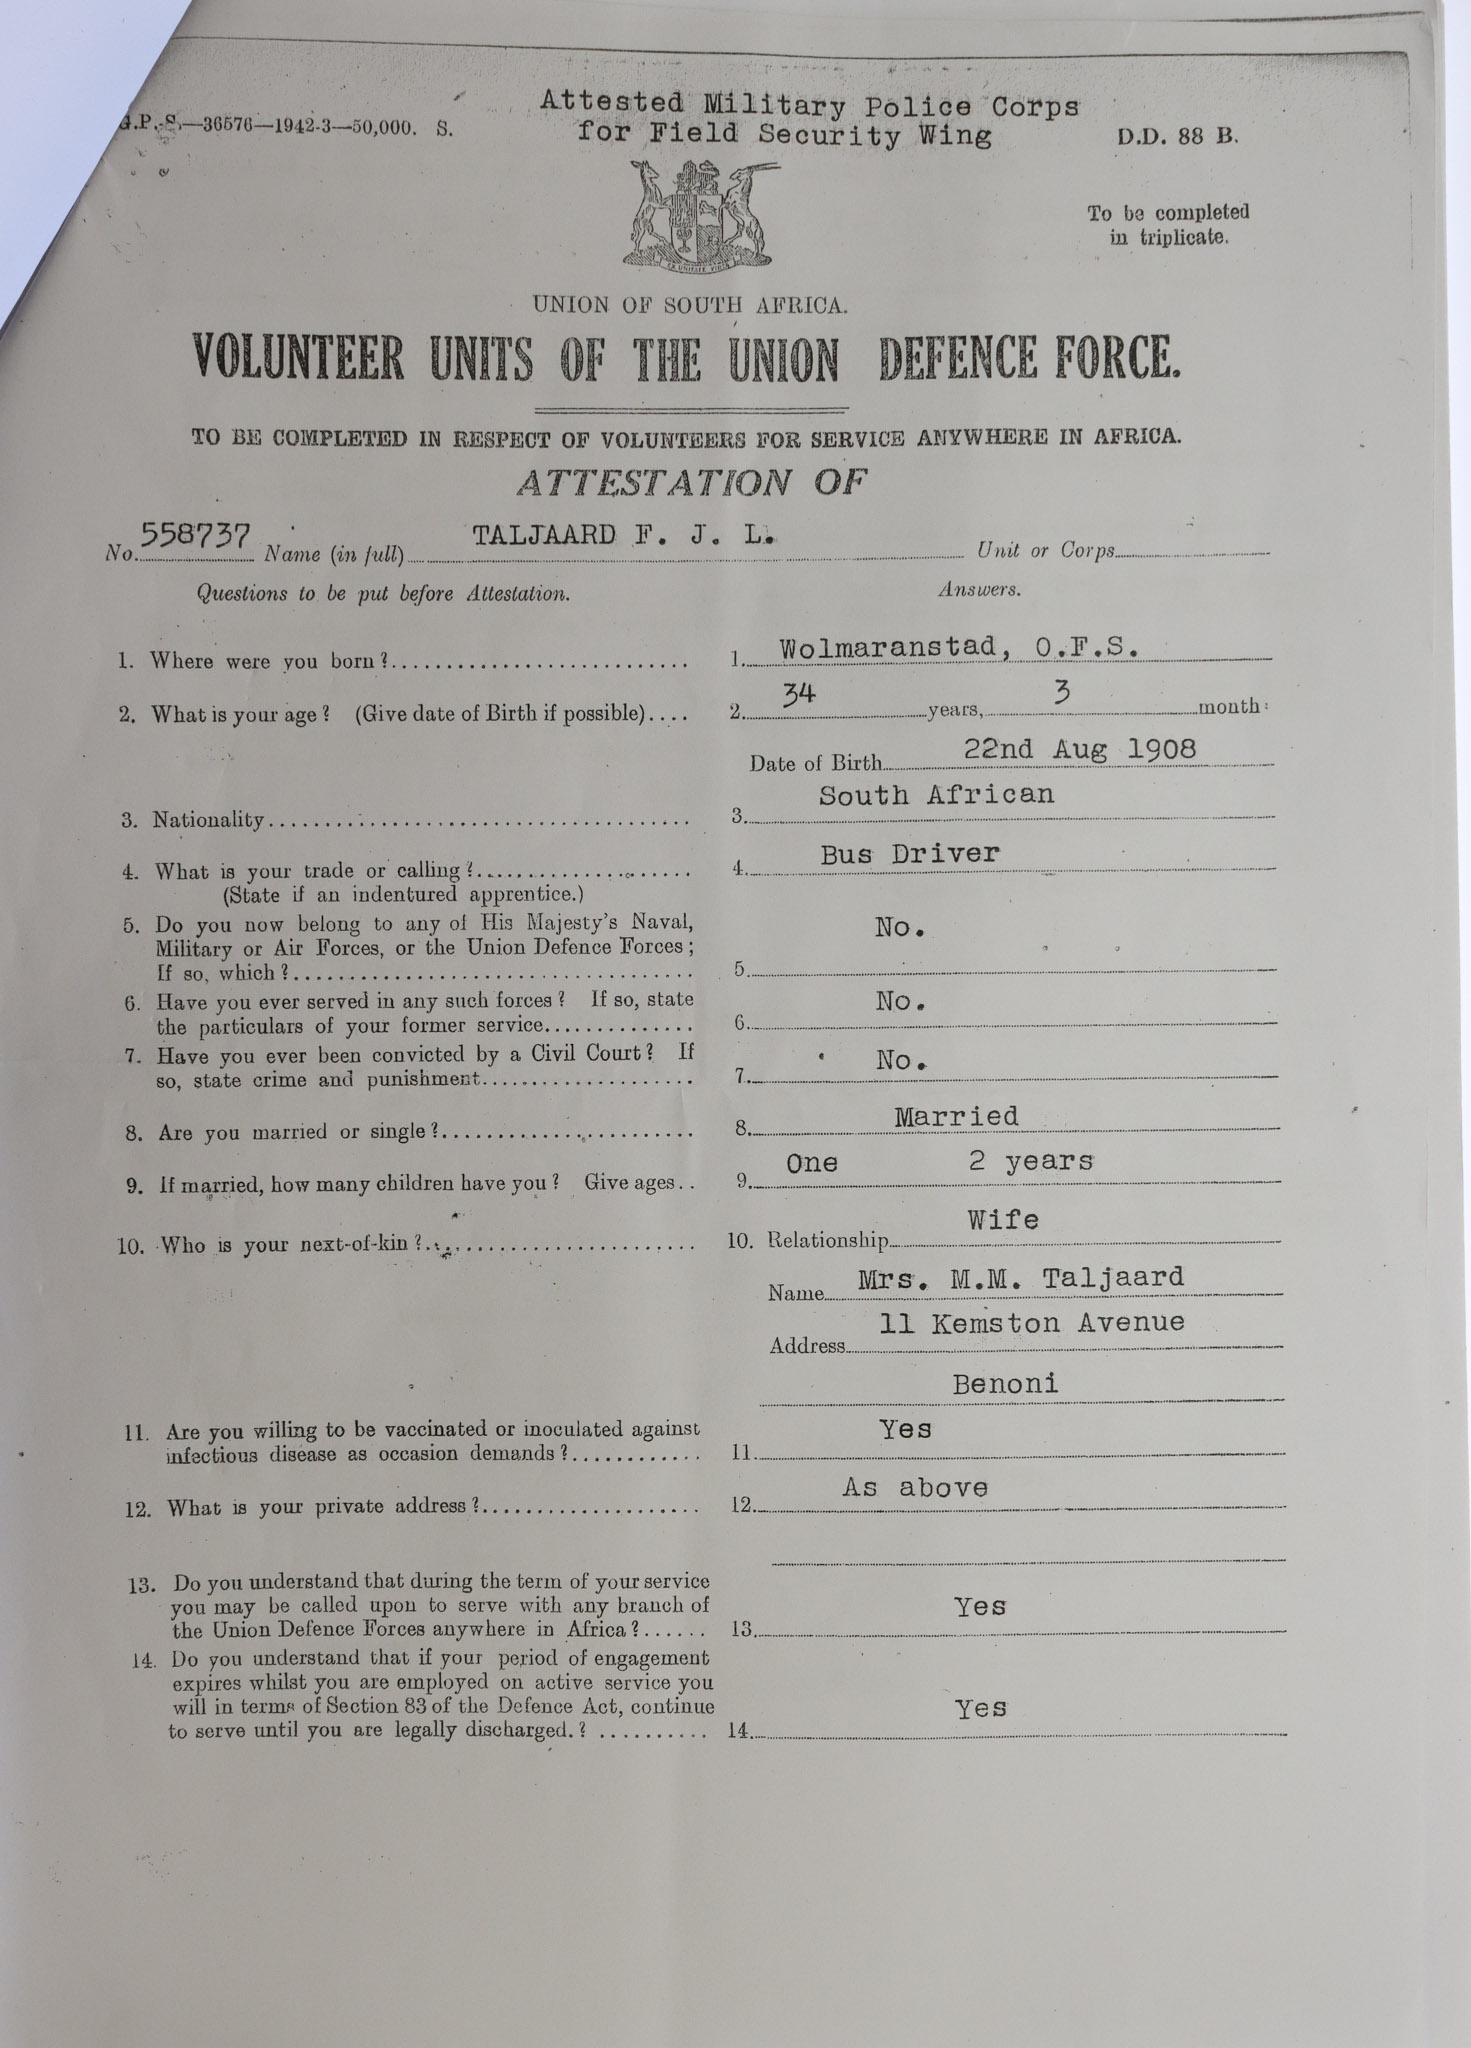 Attested Military Police Corps
G.P.-S.—36576—1942-3—50,000. S. for Field Security Wing D.D. 88 B.
To be completed
in triplicate.
EX UNITATE VIRES
UNION OF SOUTH AFRICA.
VOLUNTEER UNITS OF THE UNION DEFENCE FORCE.
TO BE COMPLETED IN RESPECT OF VOLUNTEERS FOR SERVICE ANYWHERE IN AFRICA.
ATTESTATION OF
No. 558737 Name (in full) TALJAARD F. J. L. Unit or Corps
Questions to be put before Attestation. Answers.
1. Where were you born? 1. Wolmaranstad, O.F.S.
2. What is your age? (Give date of Birth if possible).... 2. 34 years, 3 month
Date of Birth 22nd Aug 1908
3. Nationality 3. South African
4. What is your trade or calling? 4. Bus Driver
(State if an indentured apprentice.)
5. Do you now belong to any of His Majesty's Naval,
Military or Air Forces, or the Union Defence Forces;
If so, which? 5. No.
6. Have you ever served in any such forces? If so, state
the particulars of your former service 6. No.
7. Have you ever been convicted by a Civil Court? If
so, state crime and punishment 7. No.
8. Are you married or single? 8. Married
9. If married, how many children have you? Give ages.. 9. One 2 years
10. Who is your next-of-kin? 10. Relationship Wife
Name Mrs. M.M. Taljaard
Address 11 Kemston Avenue
Benoni
11. Are you willing to be vaccinated or inoculated against
infectious disease as occasion demands? 11. Yes
12. What is your private address? 12. As above
13. Do you understand that during the term of your service
you may be called upon to serve with any branch of
the Union Defence Forces anywhere in Africa? 13. Yes
14. Do you understand that if your period of engagement
expires whilst you are employed on active service you
will in terms of Section 83 of the Defence Act, continue
to serve until you are legally discharged.? 14. Yes